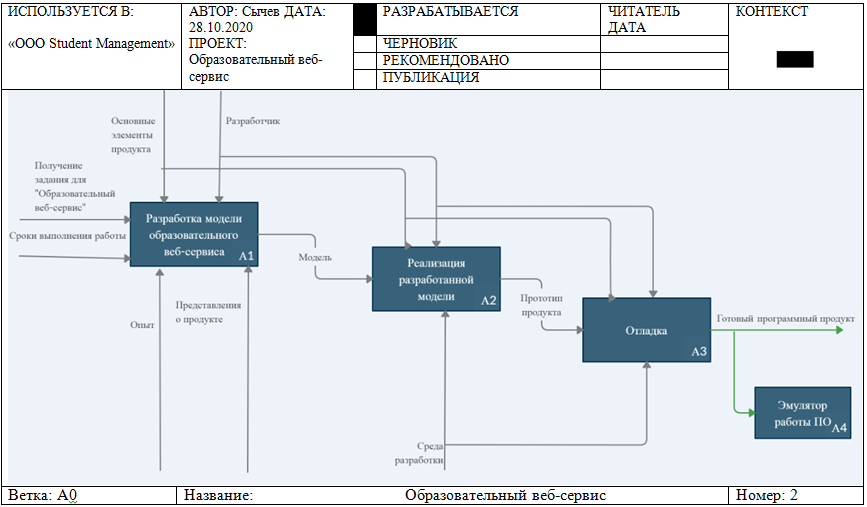 ИСПОЛЬЗУЕТСЯ В:
«ООО Student Management»
АВТОР: Сычев ДАТА:
28.10.2020
ПРОЕКТ:
Образовательный веб-
сервис
РАЗРАБАТЫВАЕТСЯ
ЧЕРНОВИК
РЕКОМЕНДОВАНО
ПУБЛИКАЦИЯ
ЧИТАТЕЛЬ
ДАТА
КОНТЕКСТ
Основные
элементы
продукта
Разработчик
Получение
задания для
"Образовательный
веб-сервис"
Сроки выполнения работы
Разработка модели
образовательного
веб-сервиса
A1
Модель
Опыт
Представления
о продукте
Реализация
разработанной
модели
A2
Прототип
продукта
Среда
разработки
Отладка
A3
Готовый программный продукт
Эмулятор
работы ПО
A4
Ветка: А0
Название:
Образовательный веб-сервис
Номер: 2